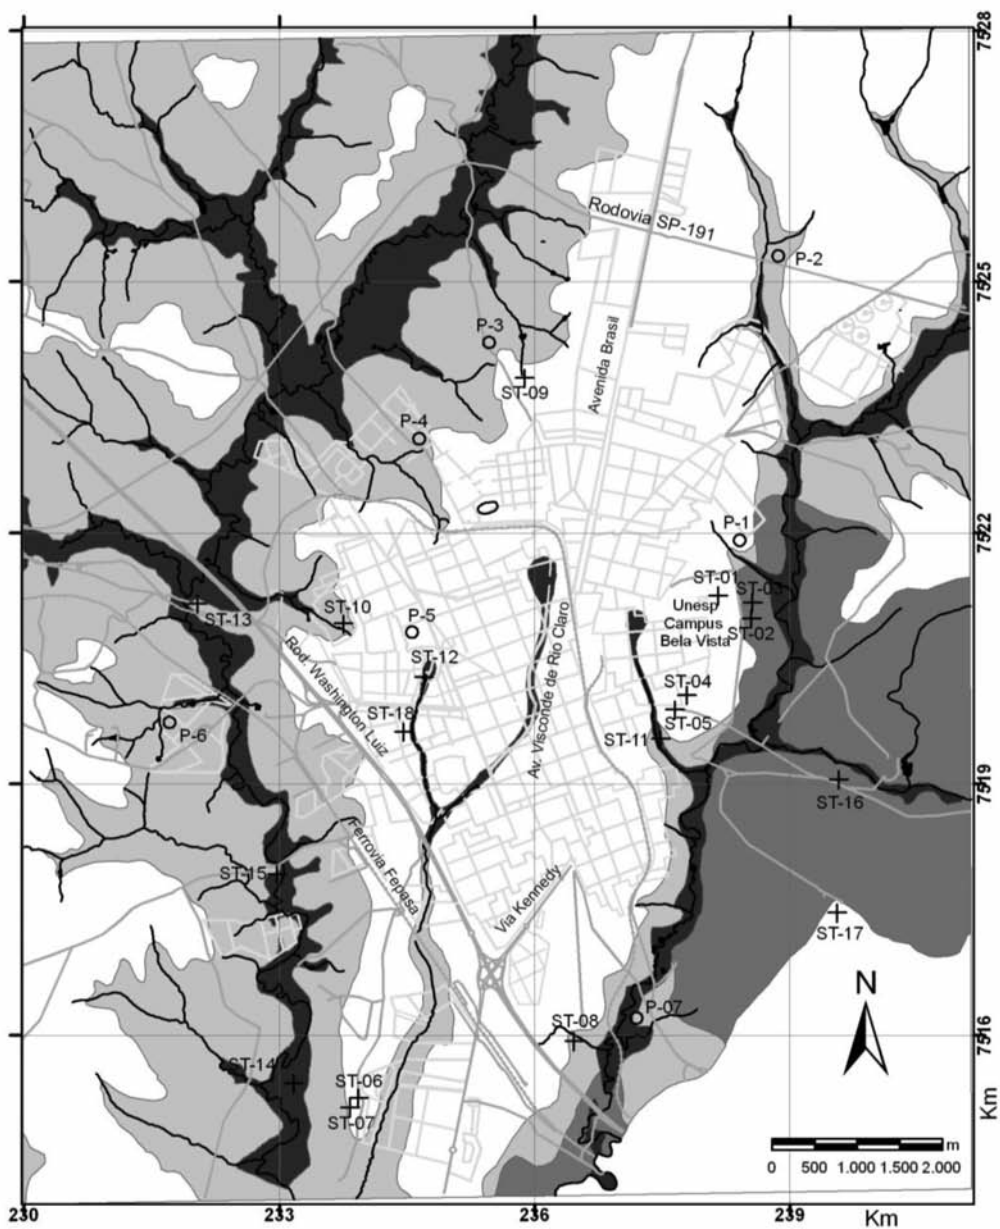 7528
Rodovia SP-191
P-2
7525
P-3
Avenida Brasil
ST-09
P-4
P-1
7522
ST-01
ST-03
ST-13
ST-10
P-5
Unesp
Campus
Bela Vista
ST-02
ST-12
Rod. Washington Luiz
Av. Visconde de Rio Claro
ST-04
ST-18
ST-05
P-6
ST-11
7519
ST-16
Ferrovia Fepasa
ST-15
Via Kennedy
ST-17
N
P-07
ST-08
7516
ST-14
ST-06
ST-07
Km
m
0 500 1.000 1.500 2.000
230 233 236 239 Km